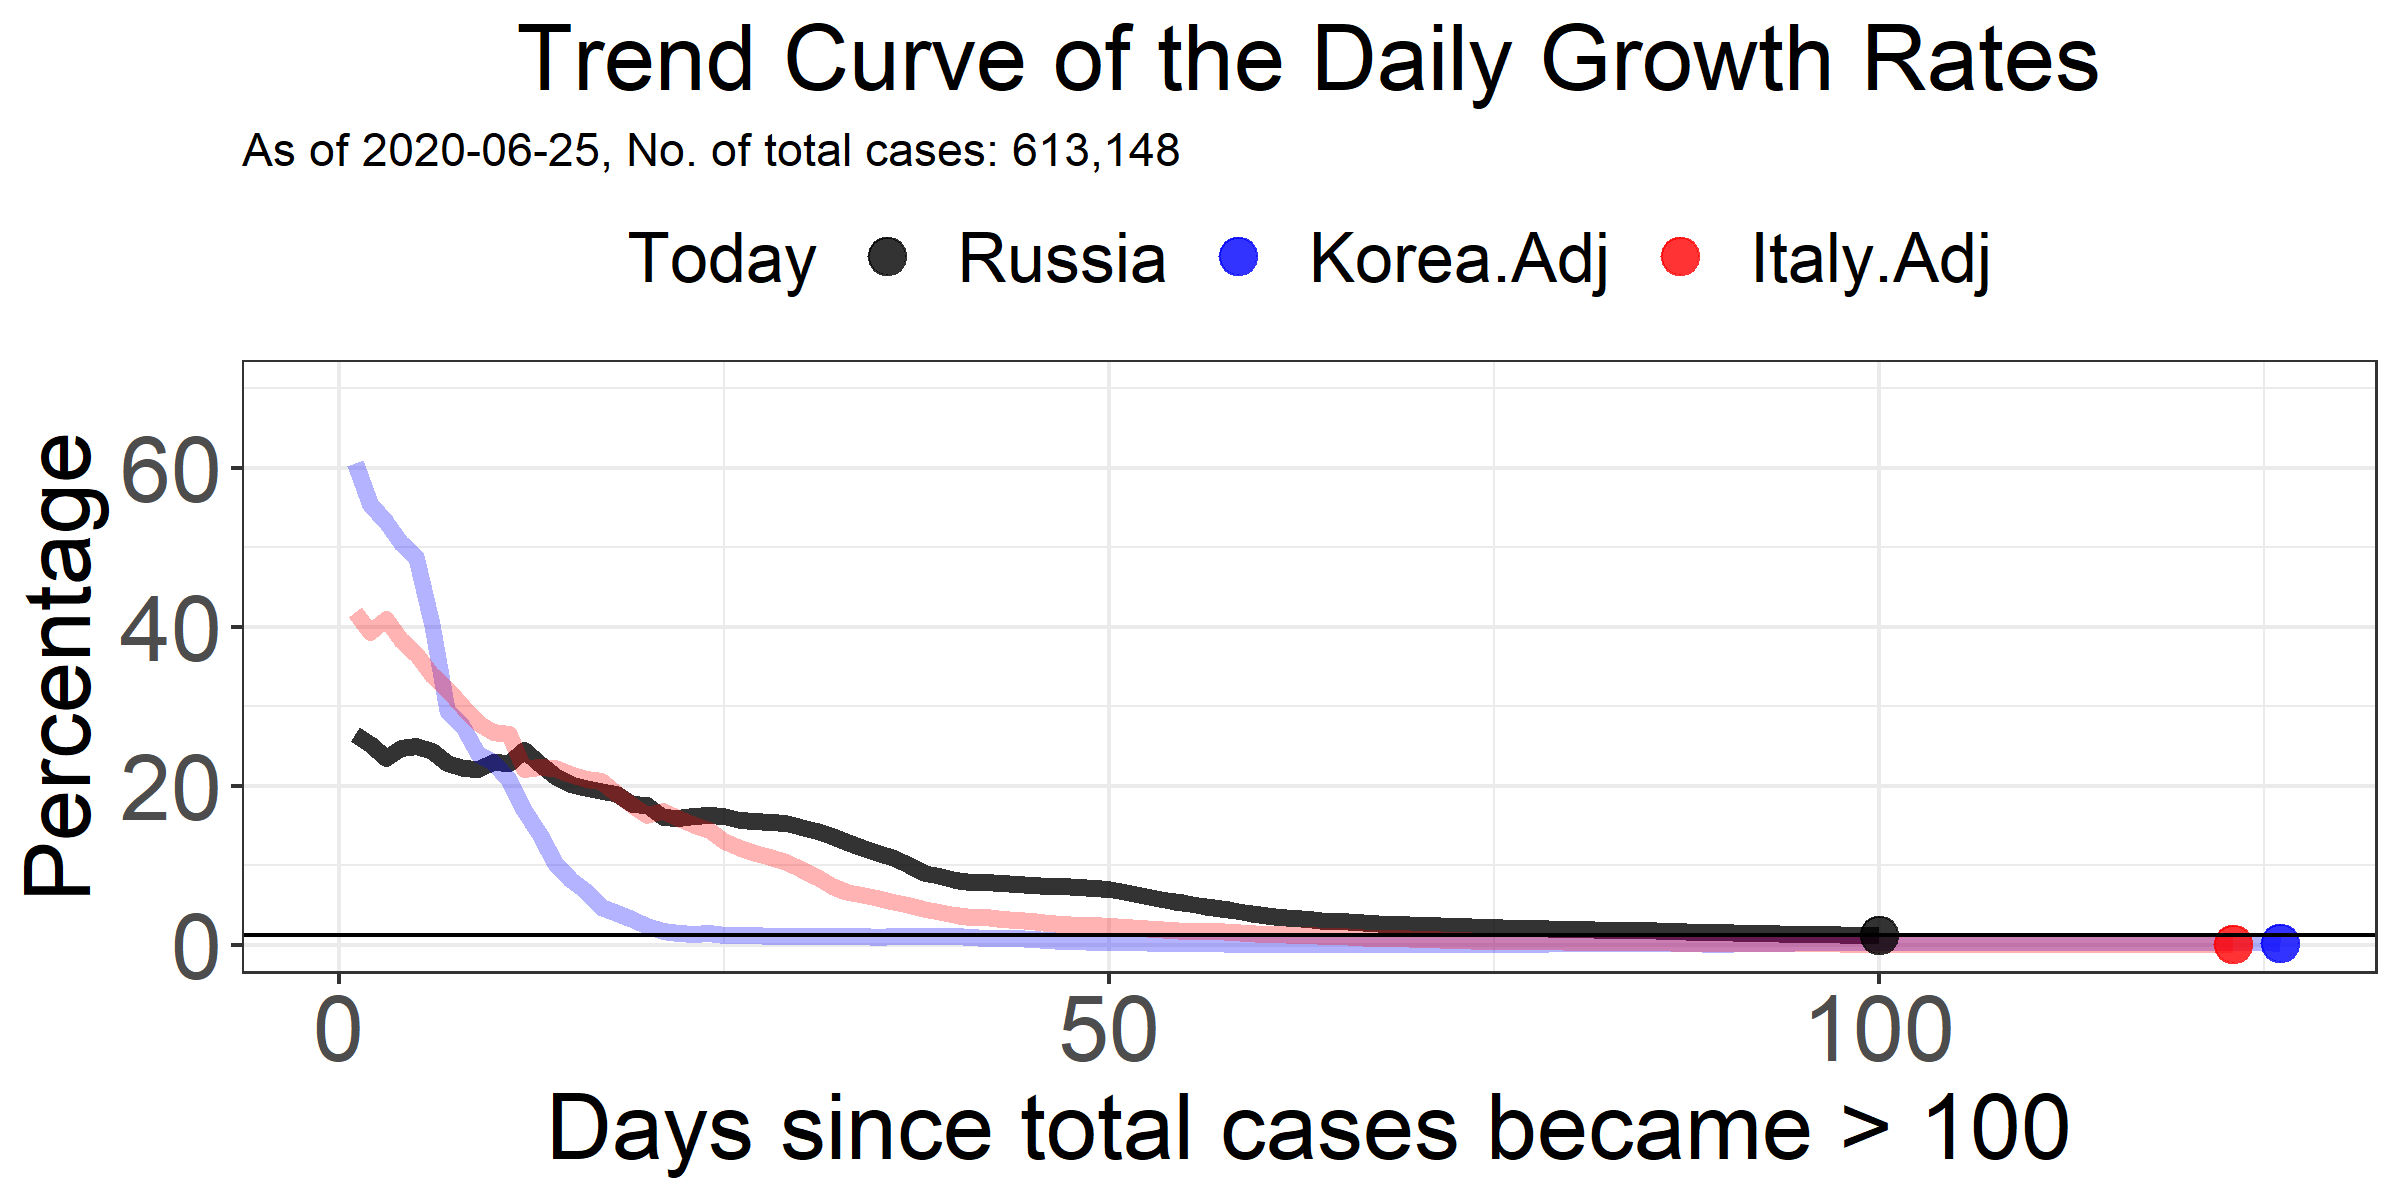 Trend Curve of the Daily Growth Rates
As of 2020-06-25, No. of total cases: 613,148
Today Russia Korea.Adj Italy.Adj
Percentage
60
40
20
0
0 50 100
Days since total cases became > 100